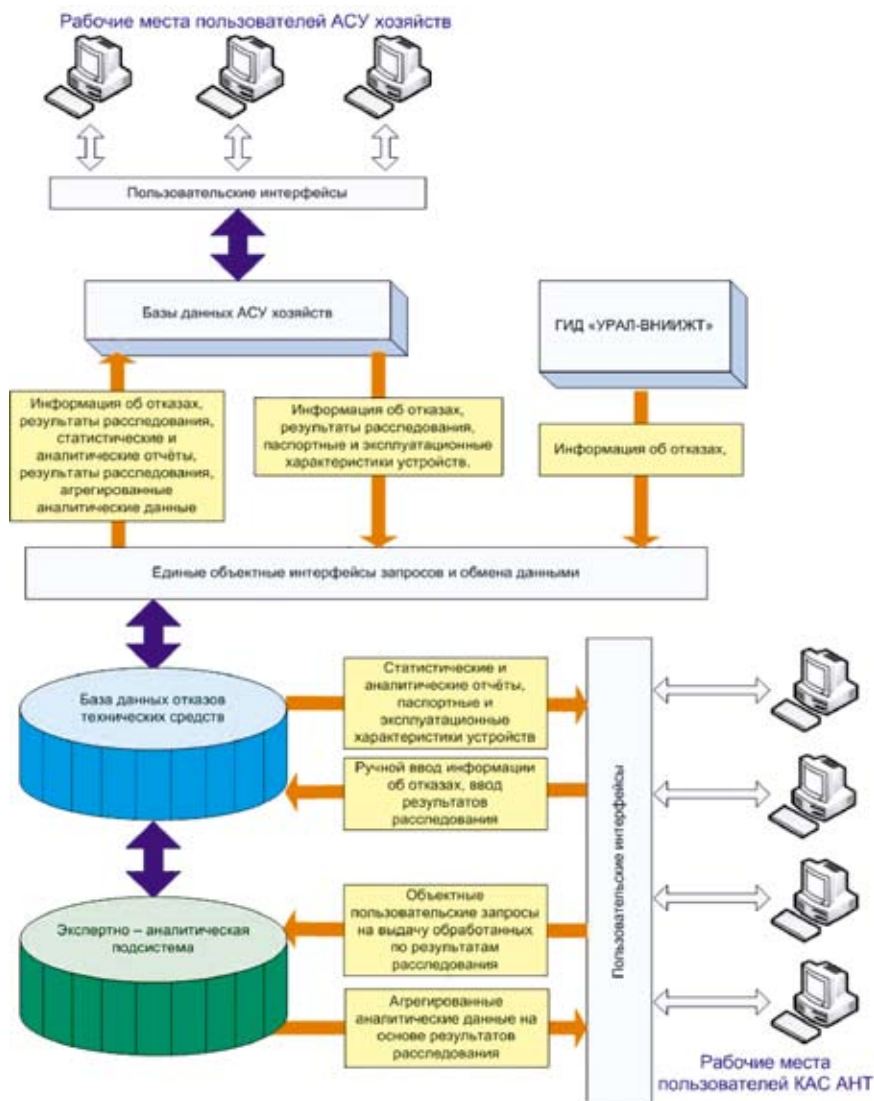 Рабочие места пользователей АСУ хозяйств
Пользовательские интерфейсы
Базы данных АСУ хозяйств
ГИД «УРАЛ-ВНИИЖТ»
Информация об отказах,
результаты расследования,
статистические и
аналитические отчёты,
результаты расследования,
агрегированные
аналитические данные
Информация об отказах,
результаты расследования,
паспортные и эксплуатационные
характеристики устройств.
Информация об отказах,
Единые объектные интерфейсы запросов и обмена данными
База данных отказов
технических средств
Статистические и
аналитические отчёты,
паспортные и
эксплуатационные
характеристики устройств
Ручной ввод информации
об отказах, ввод
результатов
расследования
Пользовательские интерфейсы
Экспертно – аналитическая
подсистема
Объектные
пользовательские запросы
на выдачу обработанных
по результатам
расследования
Агрегированные
аналитические данные на
основе результатов
расследования
Рабочие места
пользователей КАС АНТ